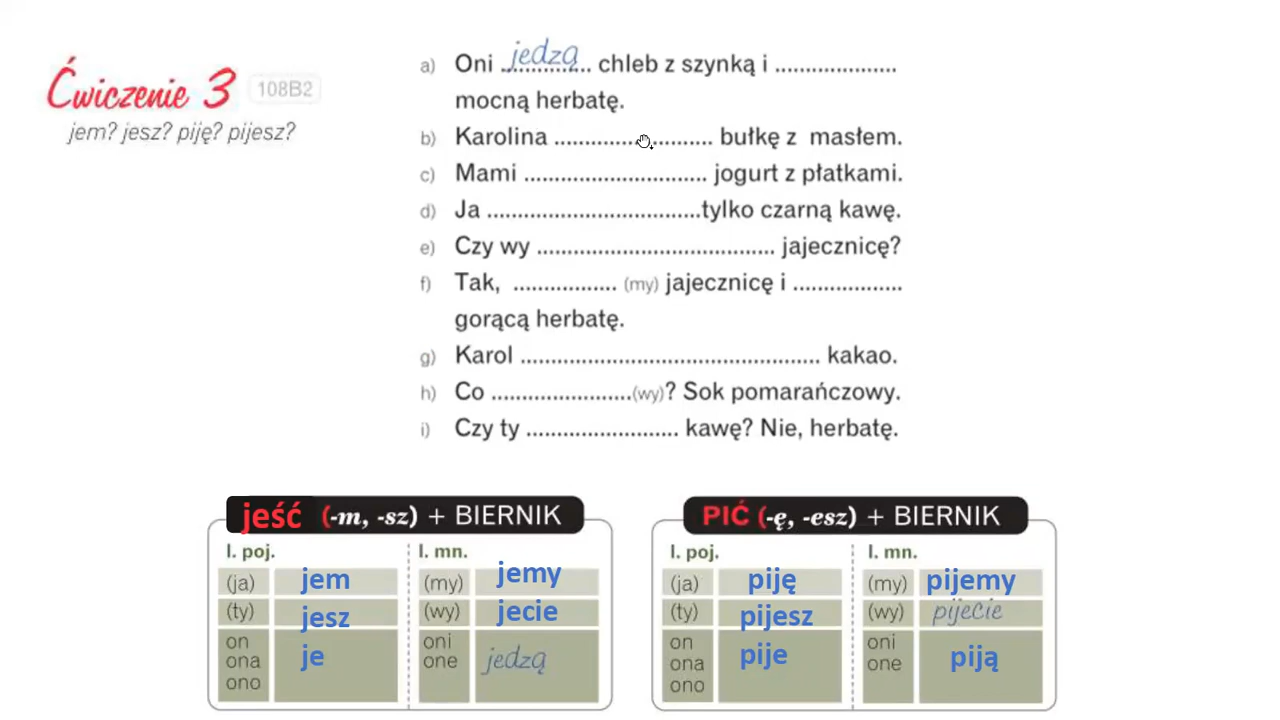 Ćwiczenie 3 108B2
jem? jesz? piję? pijesz?
a) Oni jedzą chleb z szynką i ....................
mocną herbatę.
b) Karolina .......................... bułkę z masłem.
c) Mami .............................. jogurt z płatkami.
d) Ja ...................................tylko czarną kawę.
e) Czy wy ....................................... jajecznicę?
f) Tak, ................. (my) jajecznicę i ..................
gorącą herbatę.
g) Karol .................................................. kakao.
h) Co .......................(wy)? Sok pomarańczowy.
i) Czy ty ......................... kawę? Nie, herbatę.
jeść (-m, -sz) + BIERNIK
l. poj. l. mn.
(ja) jem (my) jemy
(ty) jesz (wy) jecie
on ona ono je oni one jedzą
PIĆ (-ę, -esz) + BIERNIK
l. poj. l. mn.
(ja) piję (my) pijemy
(ty) pijesz (wy) pijecie
on ona ono pije oni one piją